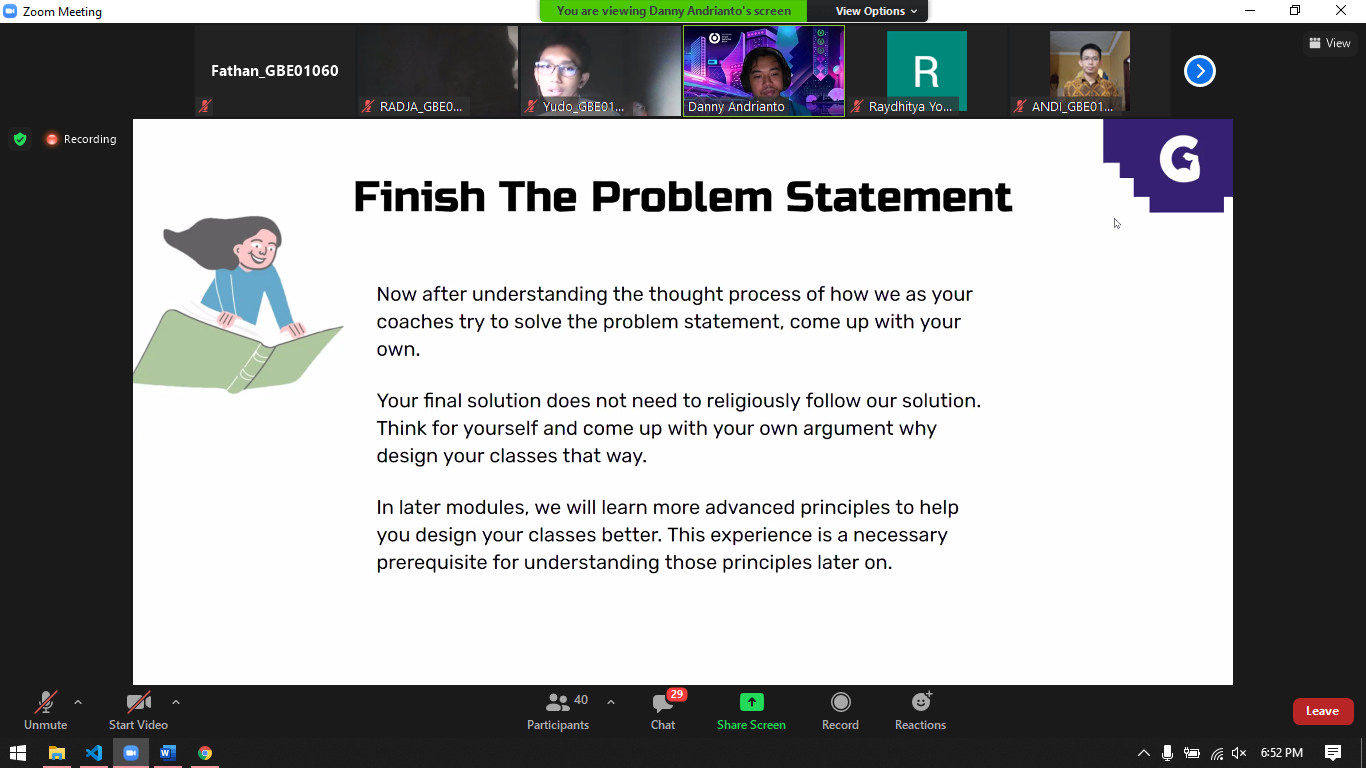 Zoom Meeting
You are viewing Danny Andrianto's screen
View Options
View
Fathan_GBE01060
RADJA_GBE0...
Yudo_GBE01...
Danny Andrianto
R
Raydhitya Yo...
ANDI_GBE01...
Recording
G
Finish The Problem Statement
Now after understanding the thought process of how we as your
coaches try to solve the problem statement, come up with your
own.
Your final solution does not need to religiously follow our solution.
Think for yourself and come up with your own argument why
design your classes that way.
In later modules, we will learn more advanced principles to help
you design your classes better. This experience is a necessary
prerequisite for understanding those principles later on.
Unmute
Start Video
40
Participants
29
Chat
Share Screen
Record
Reactions
Leave
6:52 PM